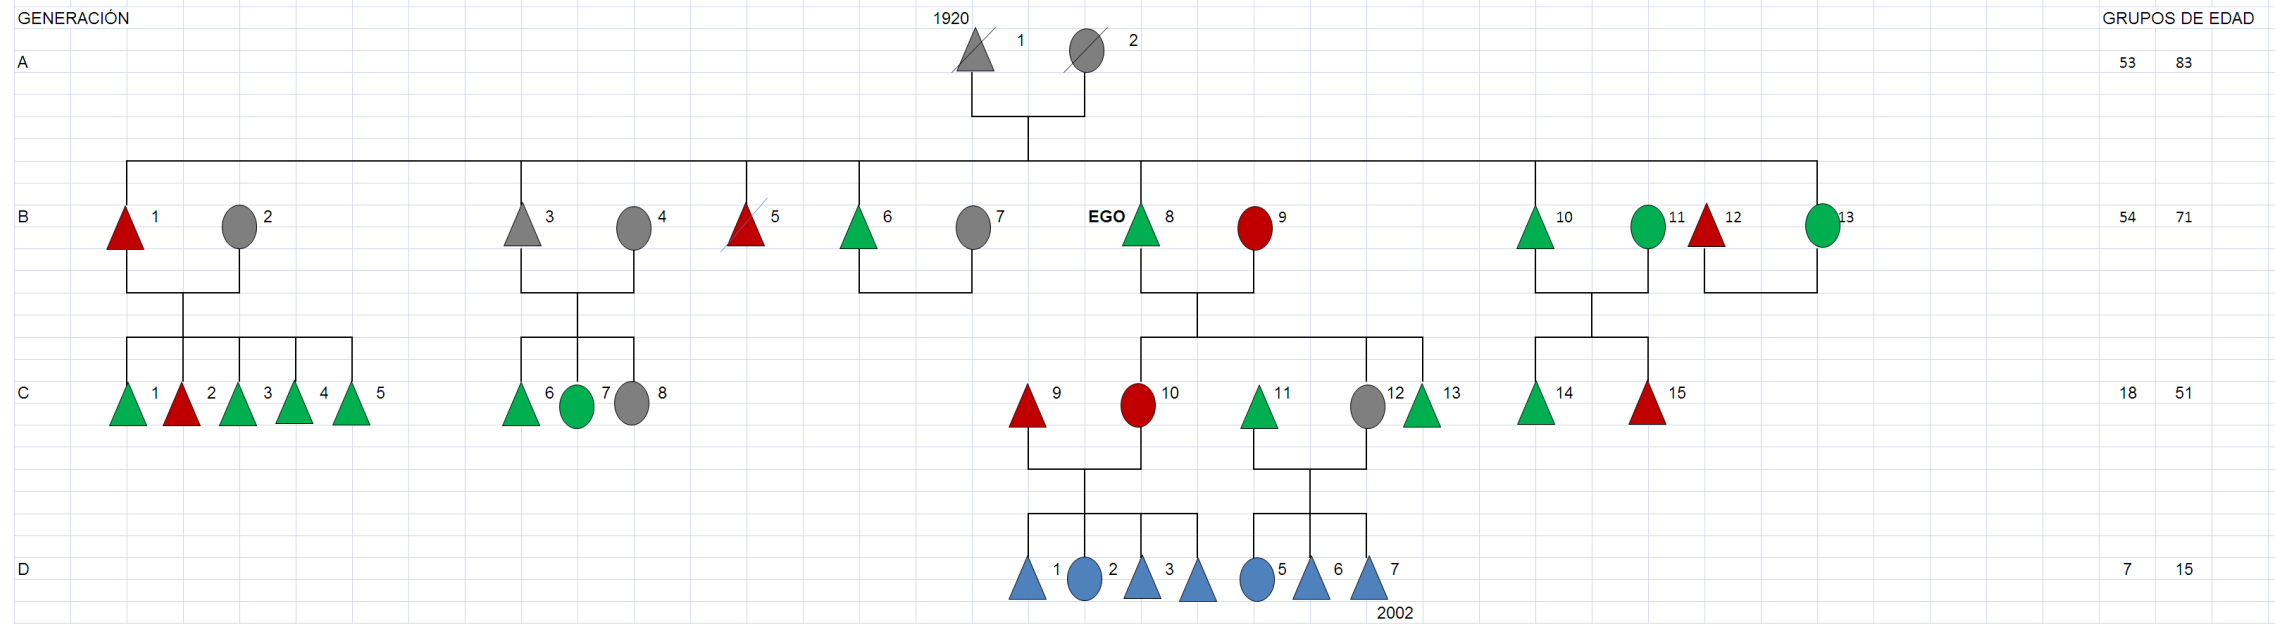 GENERACIÓN 1920 GRUPOS DE EDAD
1 2
A 53 83
B 1 2 3 4 5 6 7 EGO 8 9 10 11 12 13 54 71
C 1 2 3 4 5 6 7 8 9 10 11 12 13 14 15 18 51
D 1 2 3 5 6 7 7 15
2002